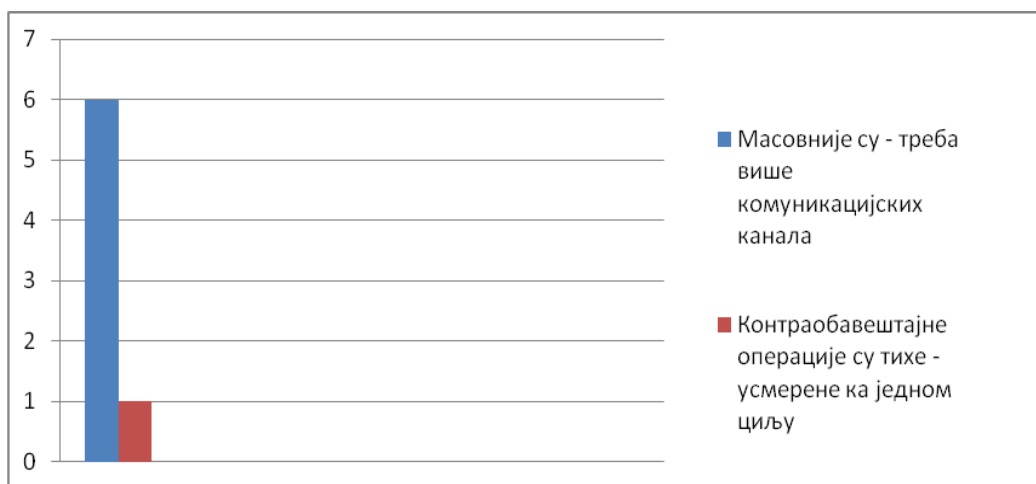 7
6
5
4
3
2
1
0
Масовније су - треба
више
комуникацијских
канала
Контраобавештајне
операције су тихе -
усмерене ка једном
циљу